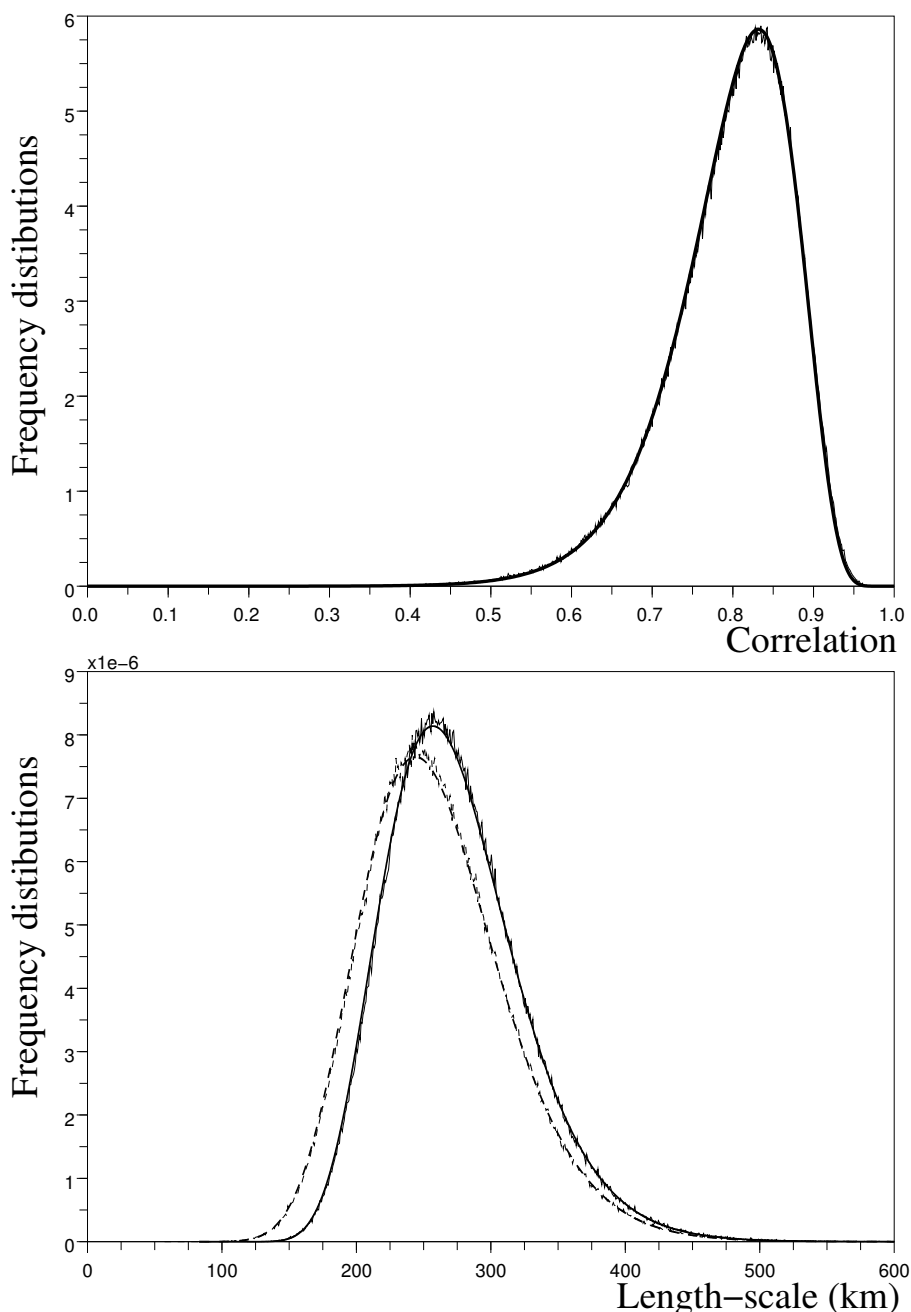 6
5
4
3
2
1
0
Frequency distibutions
0.0 0.1 0.2 0.3 0.4 0.5 0.6 0.7 0.8 0.9 1.0
Correlation
x1e−6
9
8
7
6
5
4
3
2
1
0
Frequency distibutions
0 100 200 300 400 500 600
Length−scale (km)